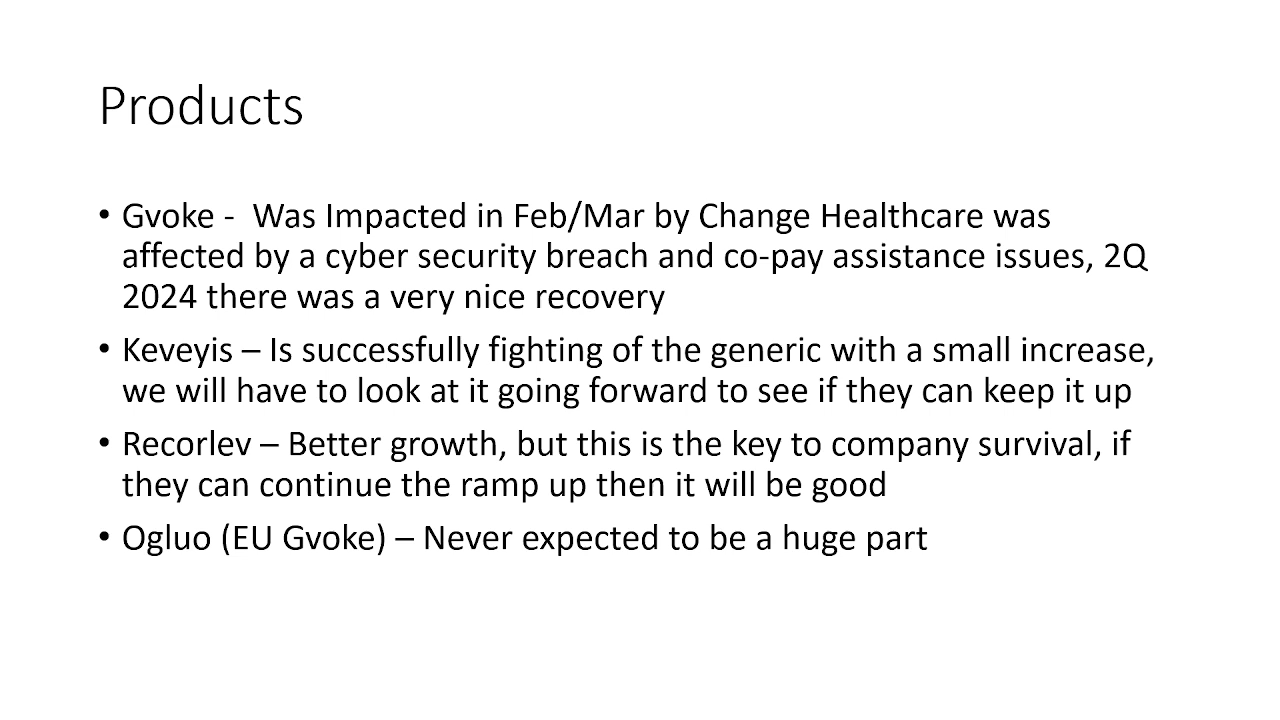 Products
• Gvoke -  Was Impacted in Feb/Mar by Change Healthcare was
affected by a cyber security breach and co-pay assistance issues, 2Q
2024 there was a very nice recovery
• Keveyis – Is successfully fighting of the generic with a small increase,
we will have to look at it going forward to see if they can keep it up
• Recorlev – Better growth, but this is the key to company survival, if
they can continue the ramp up then it will be good
• Ogluo (EU Gvoke) – Never expected to be a huge part